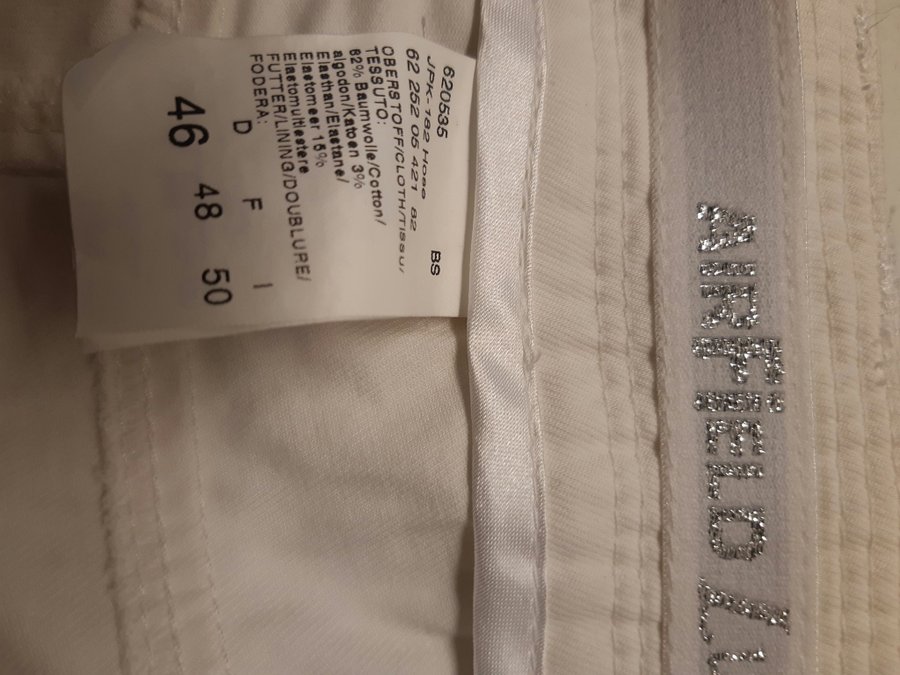 620535
JPK-182 Hose
62 252 05 421 82 BS
OBERSTOFF/CLOTH/TISSU/
TESSUTO:
82% Baumwolle/Cotton/
algodon/Katoen 3%
Elasthan/Elastane/
Elastomeer 15%
Elastomultiestere
FUTTER/LINING/DOUBLURE/
FODERA:
D F I
46 48 50
AIRFIELD